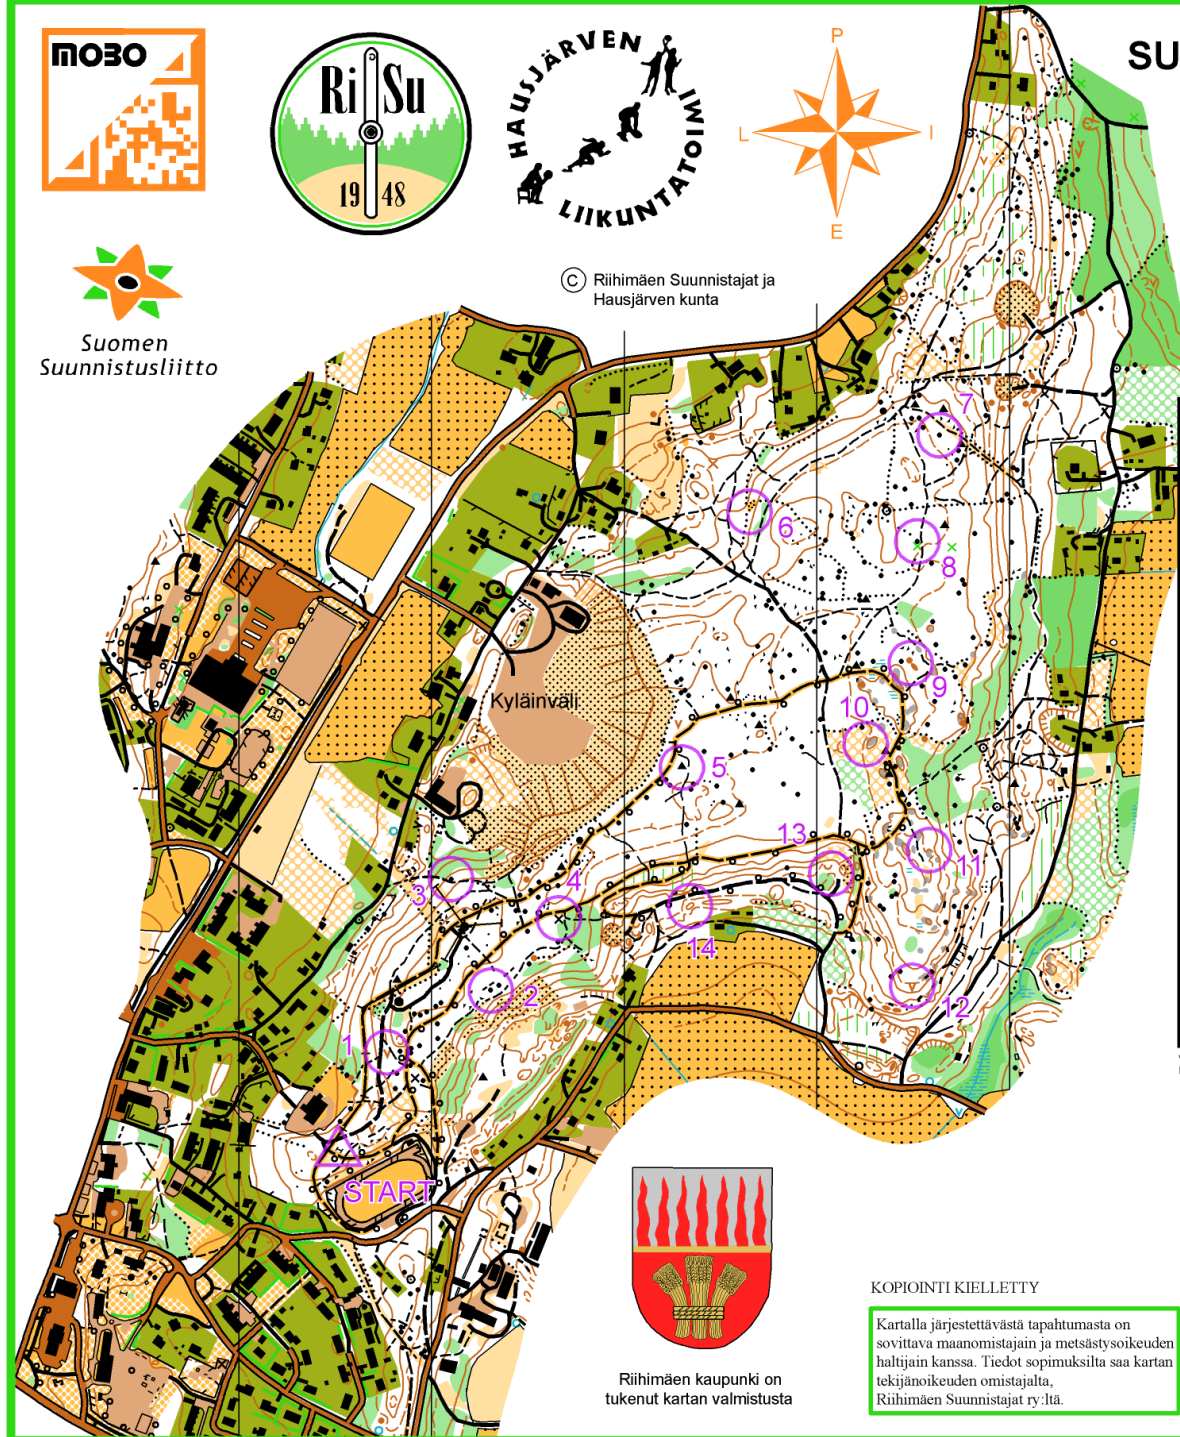 MOBO
Ri Su
19 48
HAUSJÄRVEN
LIIKUNTATOIMI
P
L I
E
SU
Suomen
Suunnistusliitto
© Riihimäen Suunnistajat ja
Hausjärven kunta
7
6
8
Kyläinvälj
9
10
5
13
4
11
3
14
2
12
1
START
KOPIOINTI KIELLETTY
Kartalla järjestettävästä tapahtumasta on
sovittava maanomistajain ja metsästysoikeuden
haltijain kanssa. Tiedot sopimuksilta saa kartan
tekijänoikeuden omistajalta,
Riihimäen Suunnistajat ry:ltä.
Riihimäen kaupunki on
tukenut kartan valmistusta